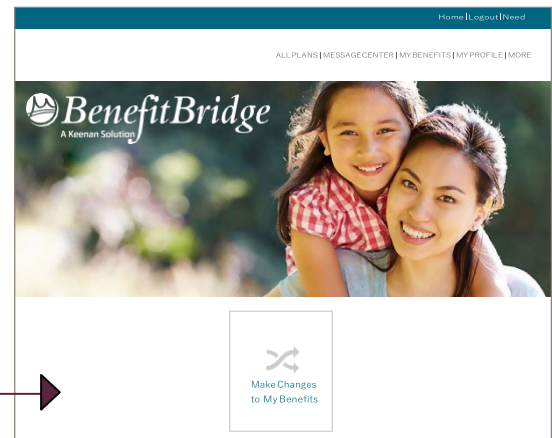 Home|Logout|Need
ALL PLANS | MESSAGE CENTER | MY BENEFITS | MY PROFILE | MORE
BenefitBridge
A Keenan Solution
Make Changes
to My Benefits